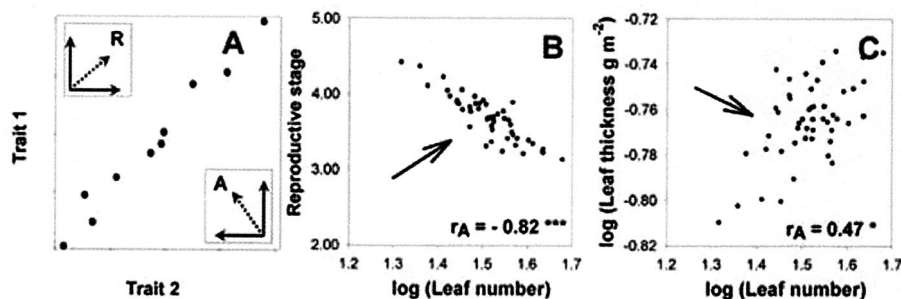 Trait 1
R
A
A
Trait 2
Reproductive stage
5.00
4.00
3.00
2.00
B
rA = - 0.82 ***
1.2 1.3 1.4 1.5 1.6 1.7
log (Leaf number)
log (Leaf thickness g m-2)
-0.72
-0.74
-0.76
-0.78
-0.80
-0.82
C
rA = 0.47 *
1.2 1.3 1.4 1.5 1.6 1.7
log (Leaf number)